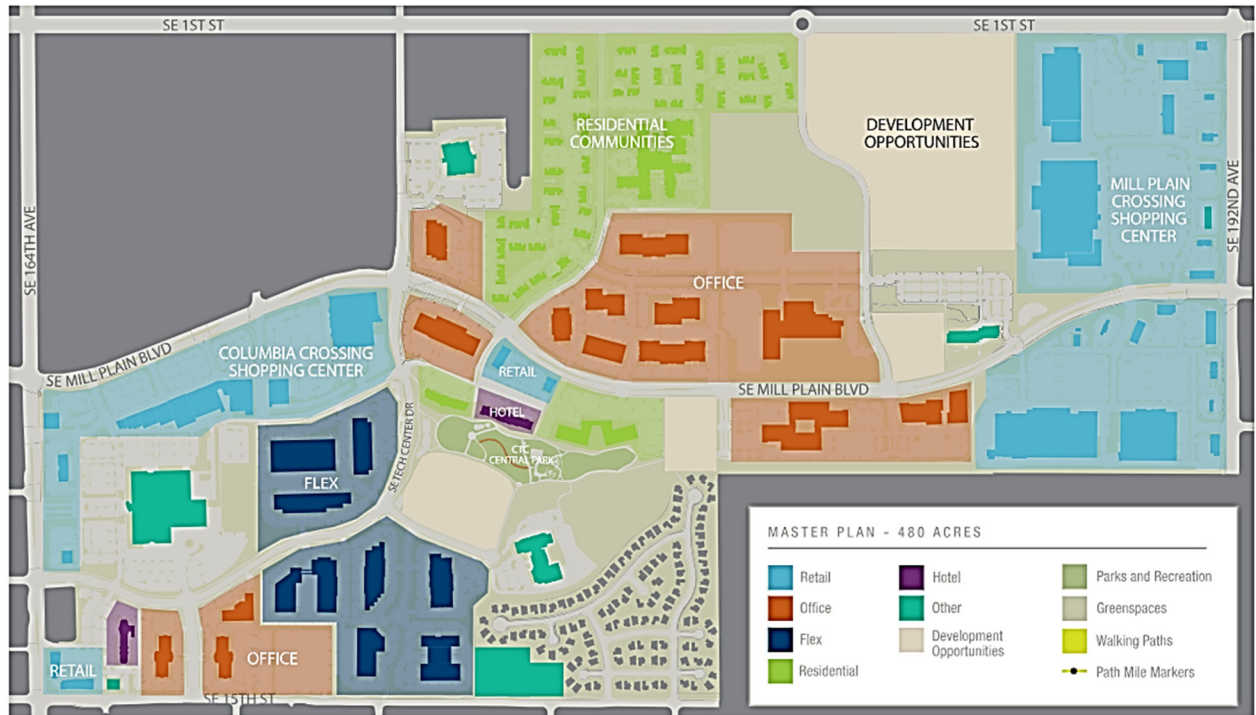 SE 1ST ST
SE 1ST ST
RESIDENTIAL
COMMUNITIES
DEVELOPMENT
OPPORTUNITIES
MILL PLAIN
CROSSING
SHOPPING
CENTER
SE 164TH AVE
SE 192ND AVE
OFFICE
SE MILL PLAIN BLVD
COLUMBIA CROSSING
SHOPPING CENTER
RETAIL
SE MILL PLAIN BLVD
HOTEL
SE TECH CENTER DR
CTC
CENTRAL PARK
FLEX
RETAIL
OFFICE
SE 15TH ST
MASTER PLAN - 480 ACRES
Retail
Office
Flex
Residential
Hotel
Other
Development
Opportunities
Parks and Recreation
Greenspaces
Walking Paths
Path Mile Markers